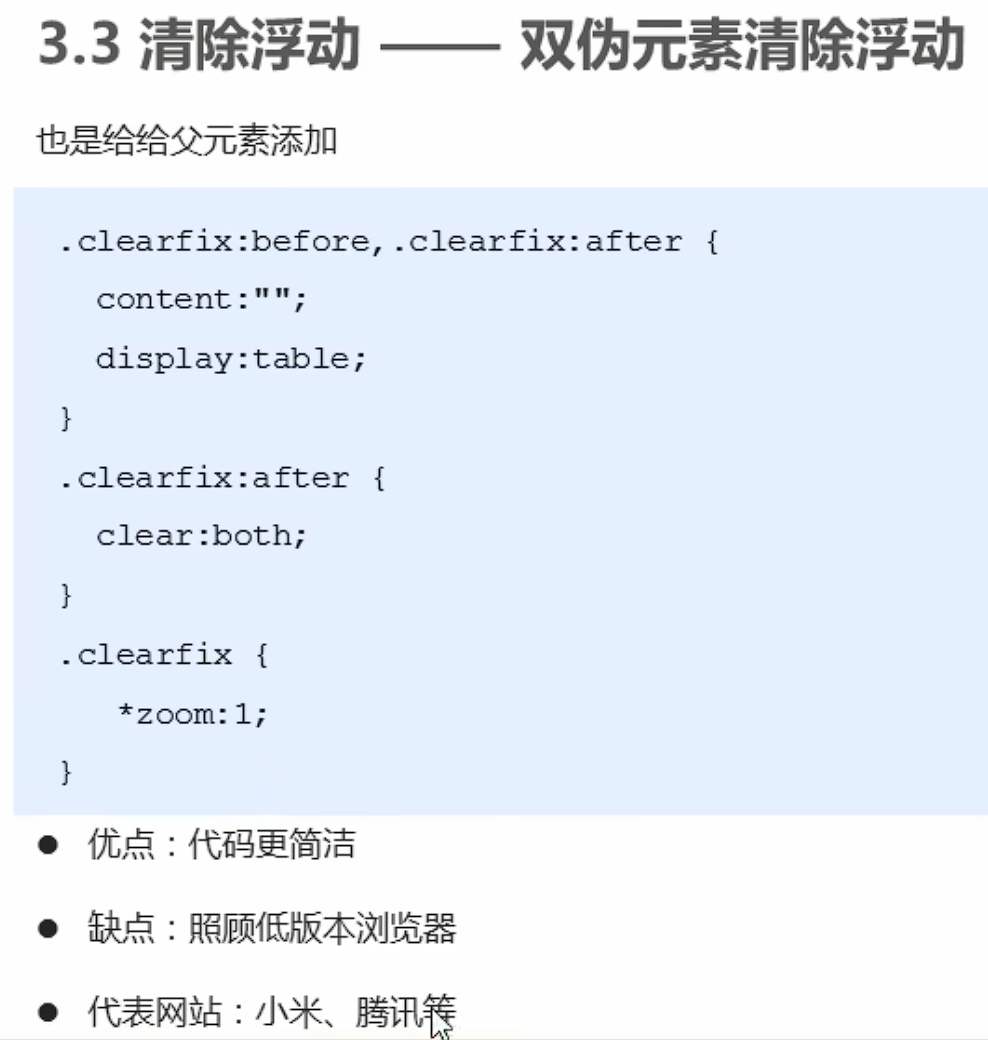 3.3 清除浮动 —— 双伪元素清除浮动
也是给给父元素添加
.clearfix:before,.clearfix:after {
content:"";
display:table;
}
.clearfix:after {
clear:both;
}
.clearfix {
*zoom:1;
}
● 优点：代码更简洁
● 缺点：照顾低版本浏览器
● 代表网站：小米、腾讯等